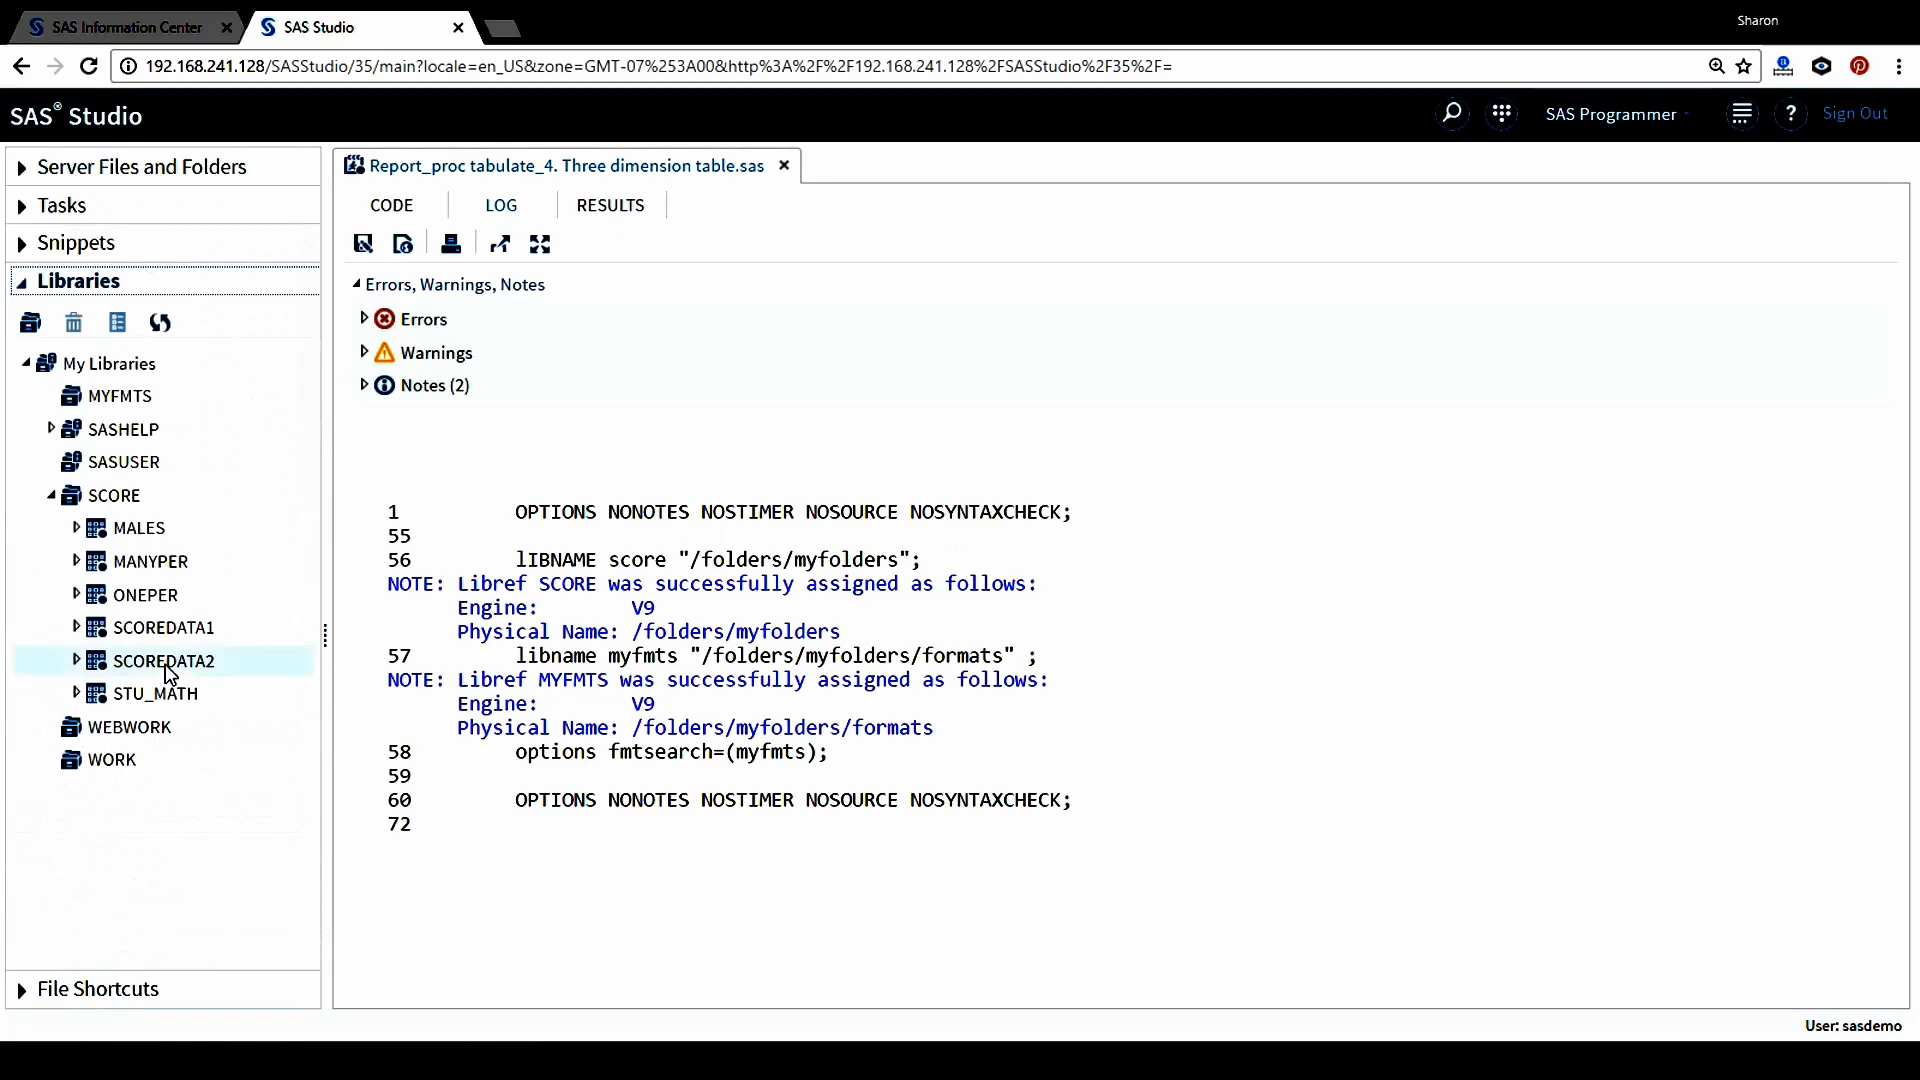 SAS Information Center
SAS Studio
Sharon
192.168.241.128/SASStudio/35/main?locale=en_US&zone=GMT-07%253A00&http%3A%2F%2F192.168.241.128%2FSASStudio%2F35%2F=
SAS® Studio
SAS Programmer
Sign Out
Server Files and Folders
Tasks
Snippets
Libraries
My Libraries
MYFMTS
SASHELP
SASUSER
SCORE
MALES
MANYPER
ONEPER
SCOREDATA1
SCOREDATA2
STU_MATH
WEBWORK
WORK
File Shortcuts
Report_proc tabulate_4. Three dimension table.sas
CODE LOG RESULTS
Errors, Warnings, Notes
Errors
Warnings
Notes (2)
1 OPTIONS NONOTES NOSTIMER NOSOURCE NOSYNTAXCHECK;
55
56 lIBNAME score "/folders/myfolders";
NOTE: Libref SCORE was successfully assigned as follows:
Engine: V9
Physical Name: /folders/myfolders
57 libname myfmts "/folders/myfolders/formats" ;
NOTE: Libref MYFMTS was successfully assigned as follows:
Engine: V9
Physical Name: /folders/myfolders/formats
58 options fmtsearch=(myfmts);
59
60 OPTIONS NONOTES NOSTIMER NOSOURCE NOSYNTAXCHECK;
72
User: sasdemo